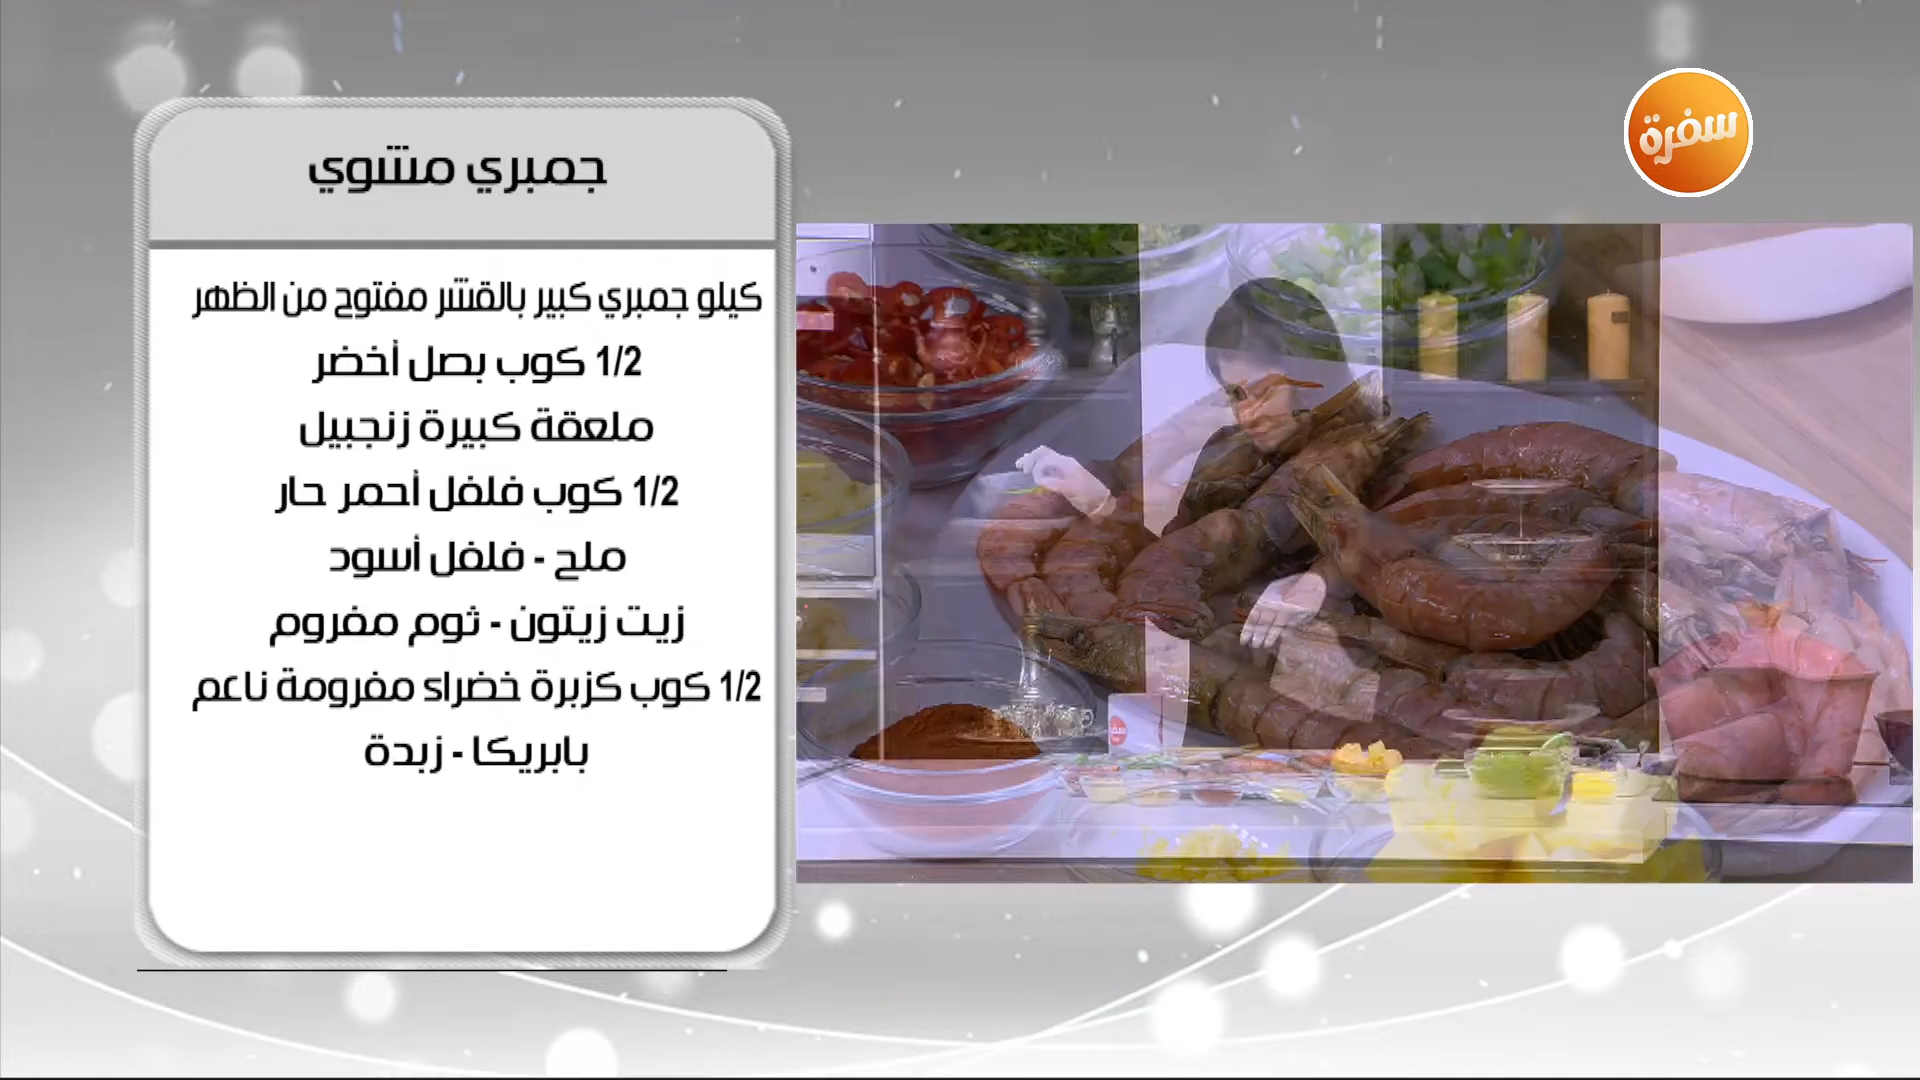 سفرة
جمبري مشوي
كيلو جمبري كبير بالقشر مفتوح من الظهر
1/2 كوب بصل أخضر
ملعقة كبيرة زنجبيل
1/2 كوب فلفل أحمر حار
ملح - فلفل أسود
زيت زيتون - ثوم مفروم
1/2 كوب كزبرة خضراء مفرومة ناعم
بابريكا - زبدة